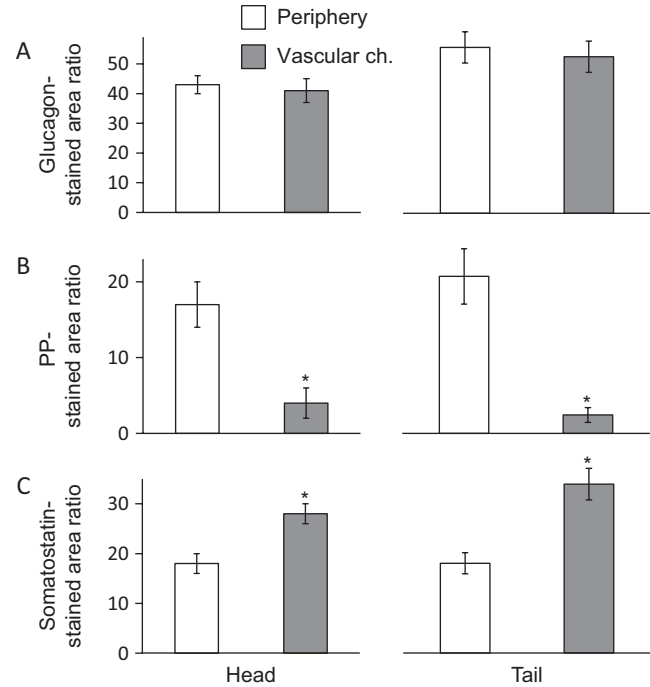 Periphery
Vascular ch.
A
Glucagon-
stained area ratio
50
40
30
20
10
0
B
PP-
stained area ratio
20
10
0
*
*
C
Somatostatin-
stained area ratio
30
20
10
0
*
*
Head
Tail